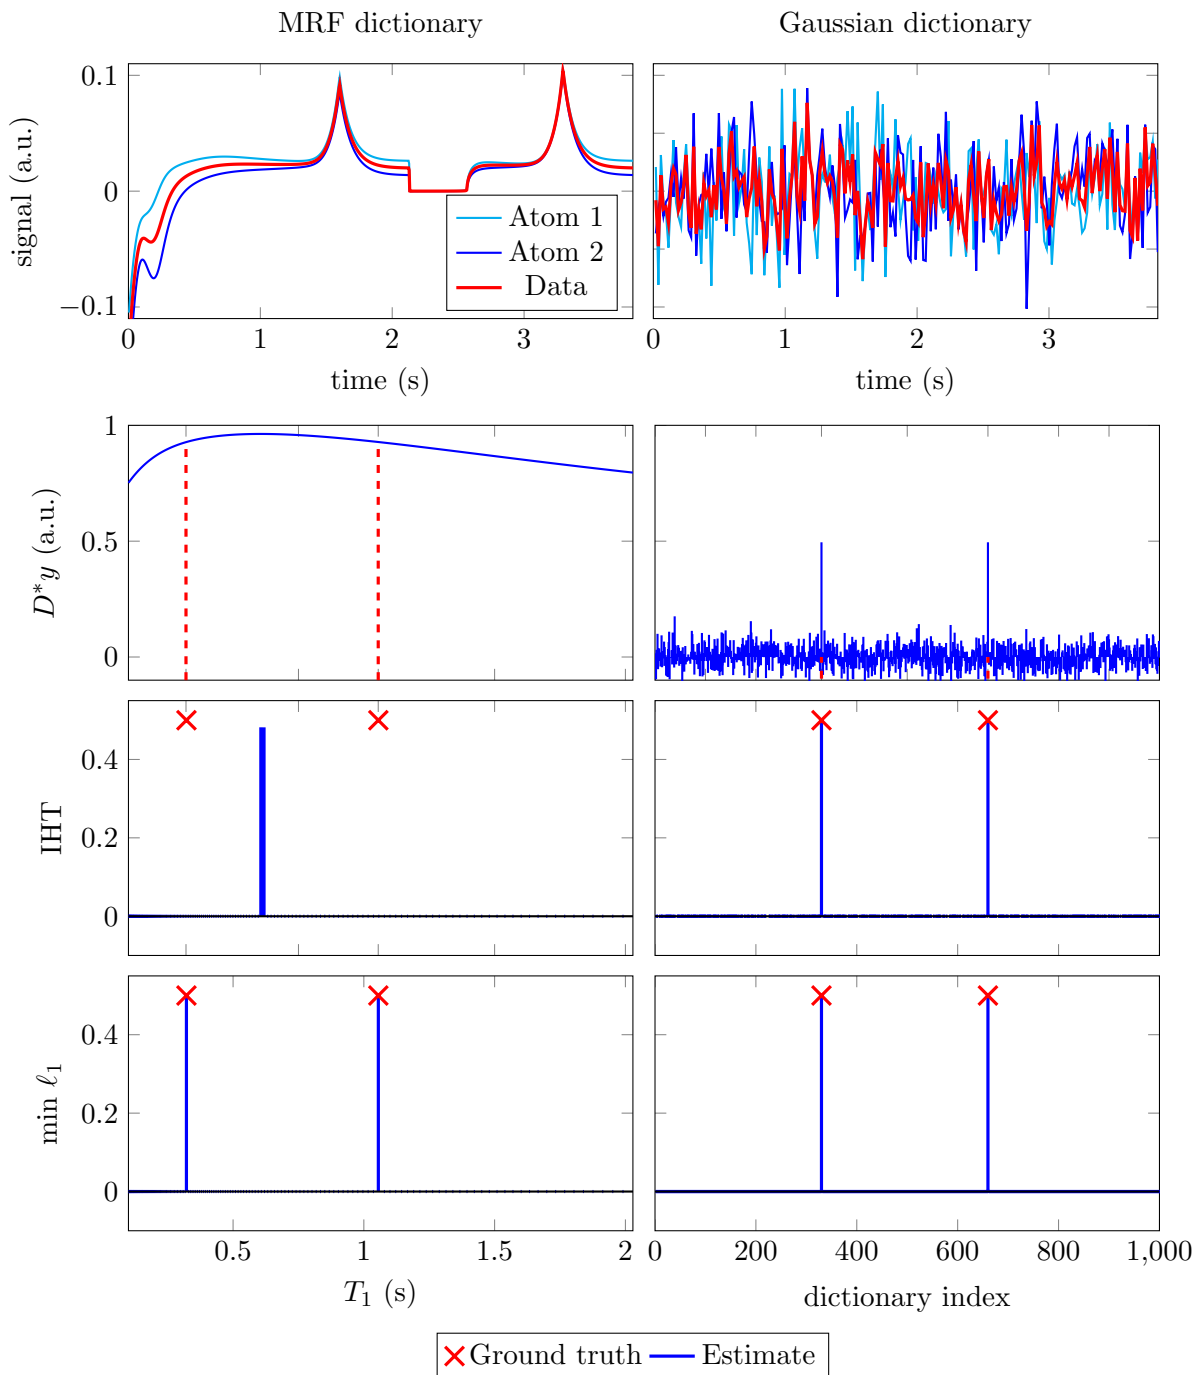 MRF dictionary
Gaussian dictionary
signal (a.u.)
0.1
0
−0.1
Atom 1
Atom 2
Data
0 1 2 3
time (s)
0 1 2 3
time (s)
D*y (a.u.)
1
0.5
0
IHT
0.4
0.2
0
min ℓ₁
0.4
0.2
0
0.5 1 1.5 2
T₁ (s)
0 200 400 600 800 1,000
dictionary index
Ground truth Estimate